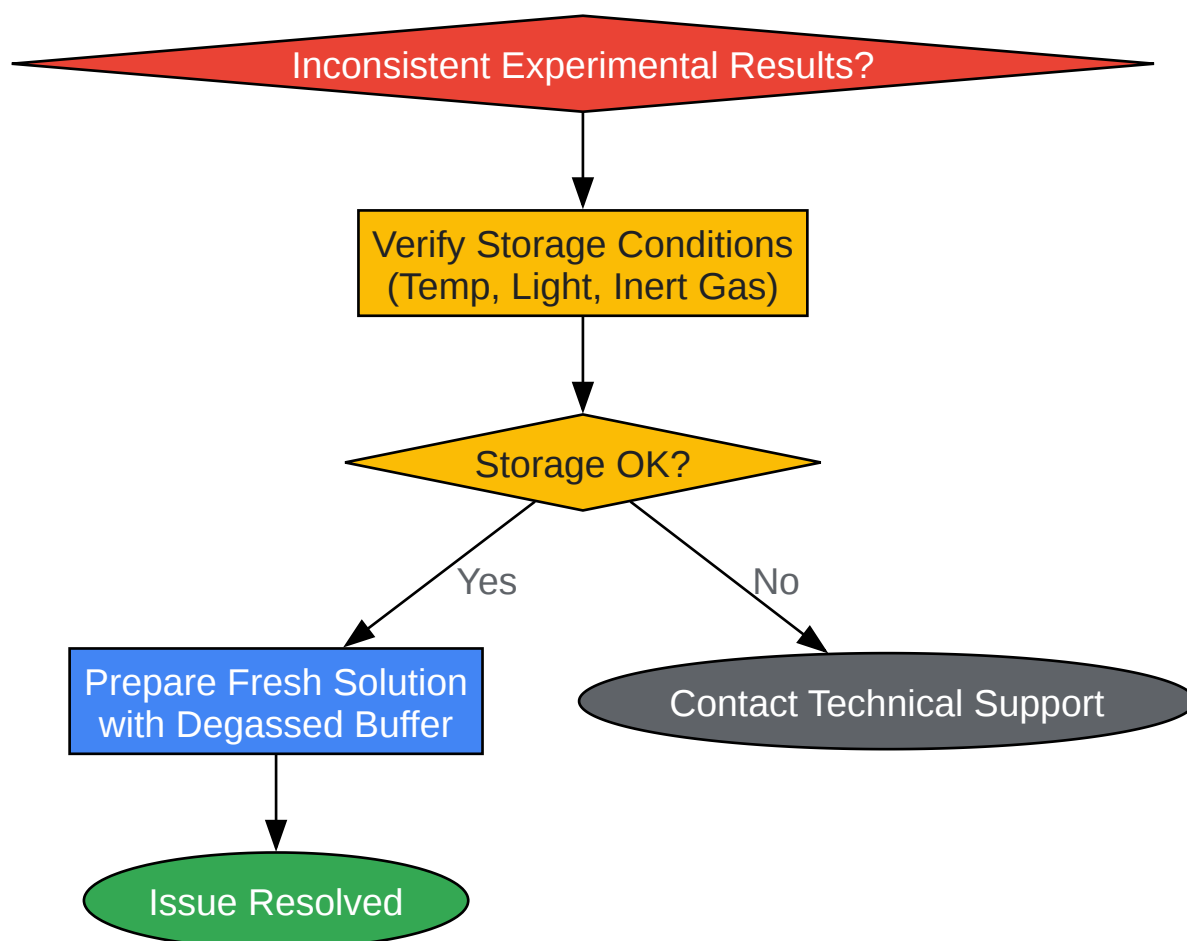 Inconsistent Experimental Results?
Verify Storage Conditions
(Temp, Light, Inert Gas)
Storage OK?
Yes
No
Prepare Fresh Solution
with Degassed Buffer
Contact Technical Support
Issue Resolved